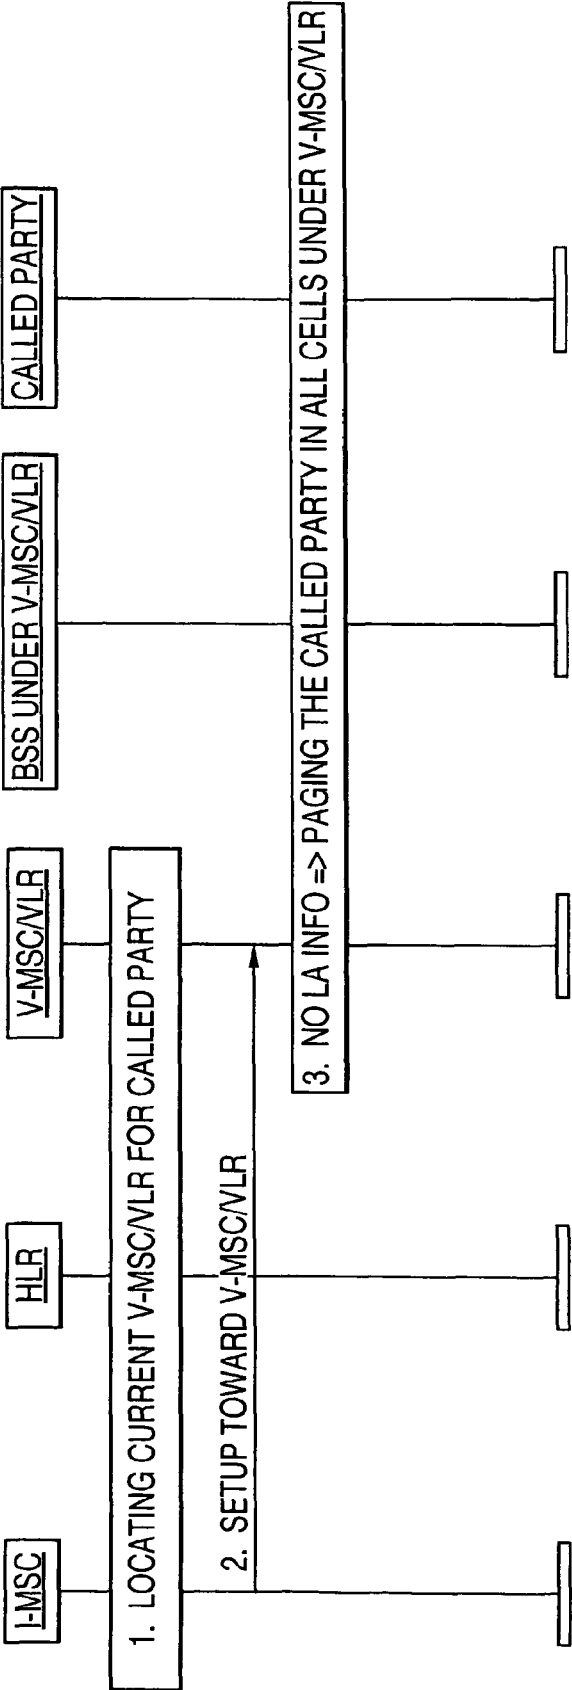 I-MSC
HLR
V-MSC/VLR
BSS UNDER V-MSC/VLR
CALLED PARTY
1. LOCATING CURRENT V-MSC/VLR FOR CALLED PARTY
2. SETUP TOWARD V-MSC/VLR
3. NO LA INFO => PAGING THE CALLED PARTY IN ALL CELLS UNDER V-MSC/VLR